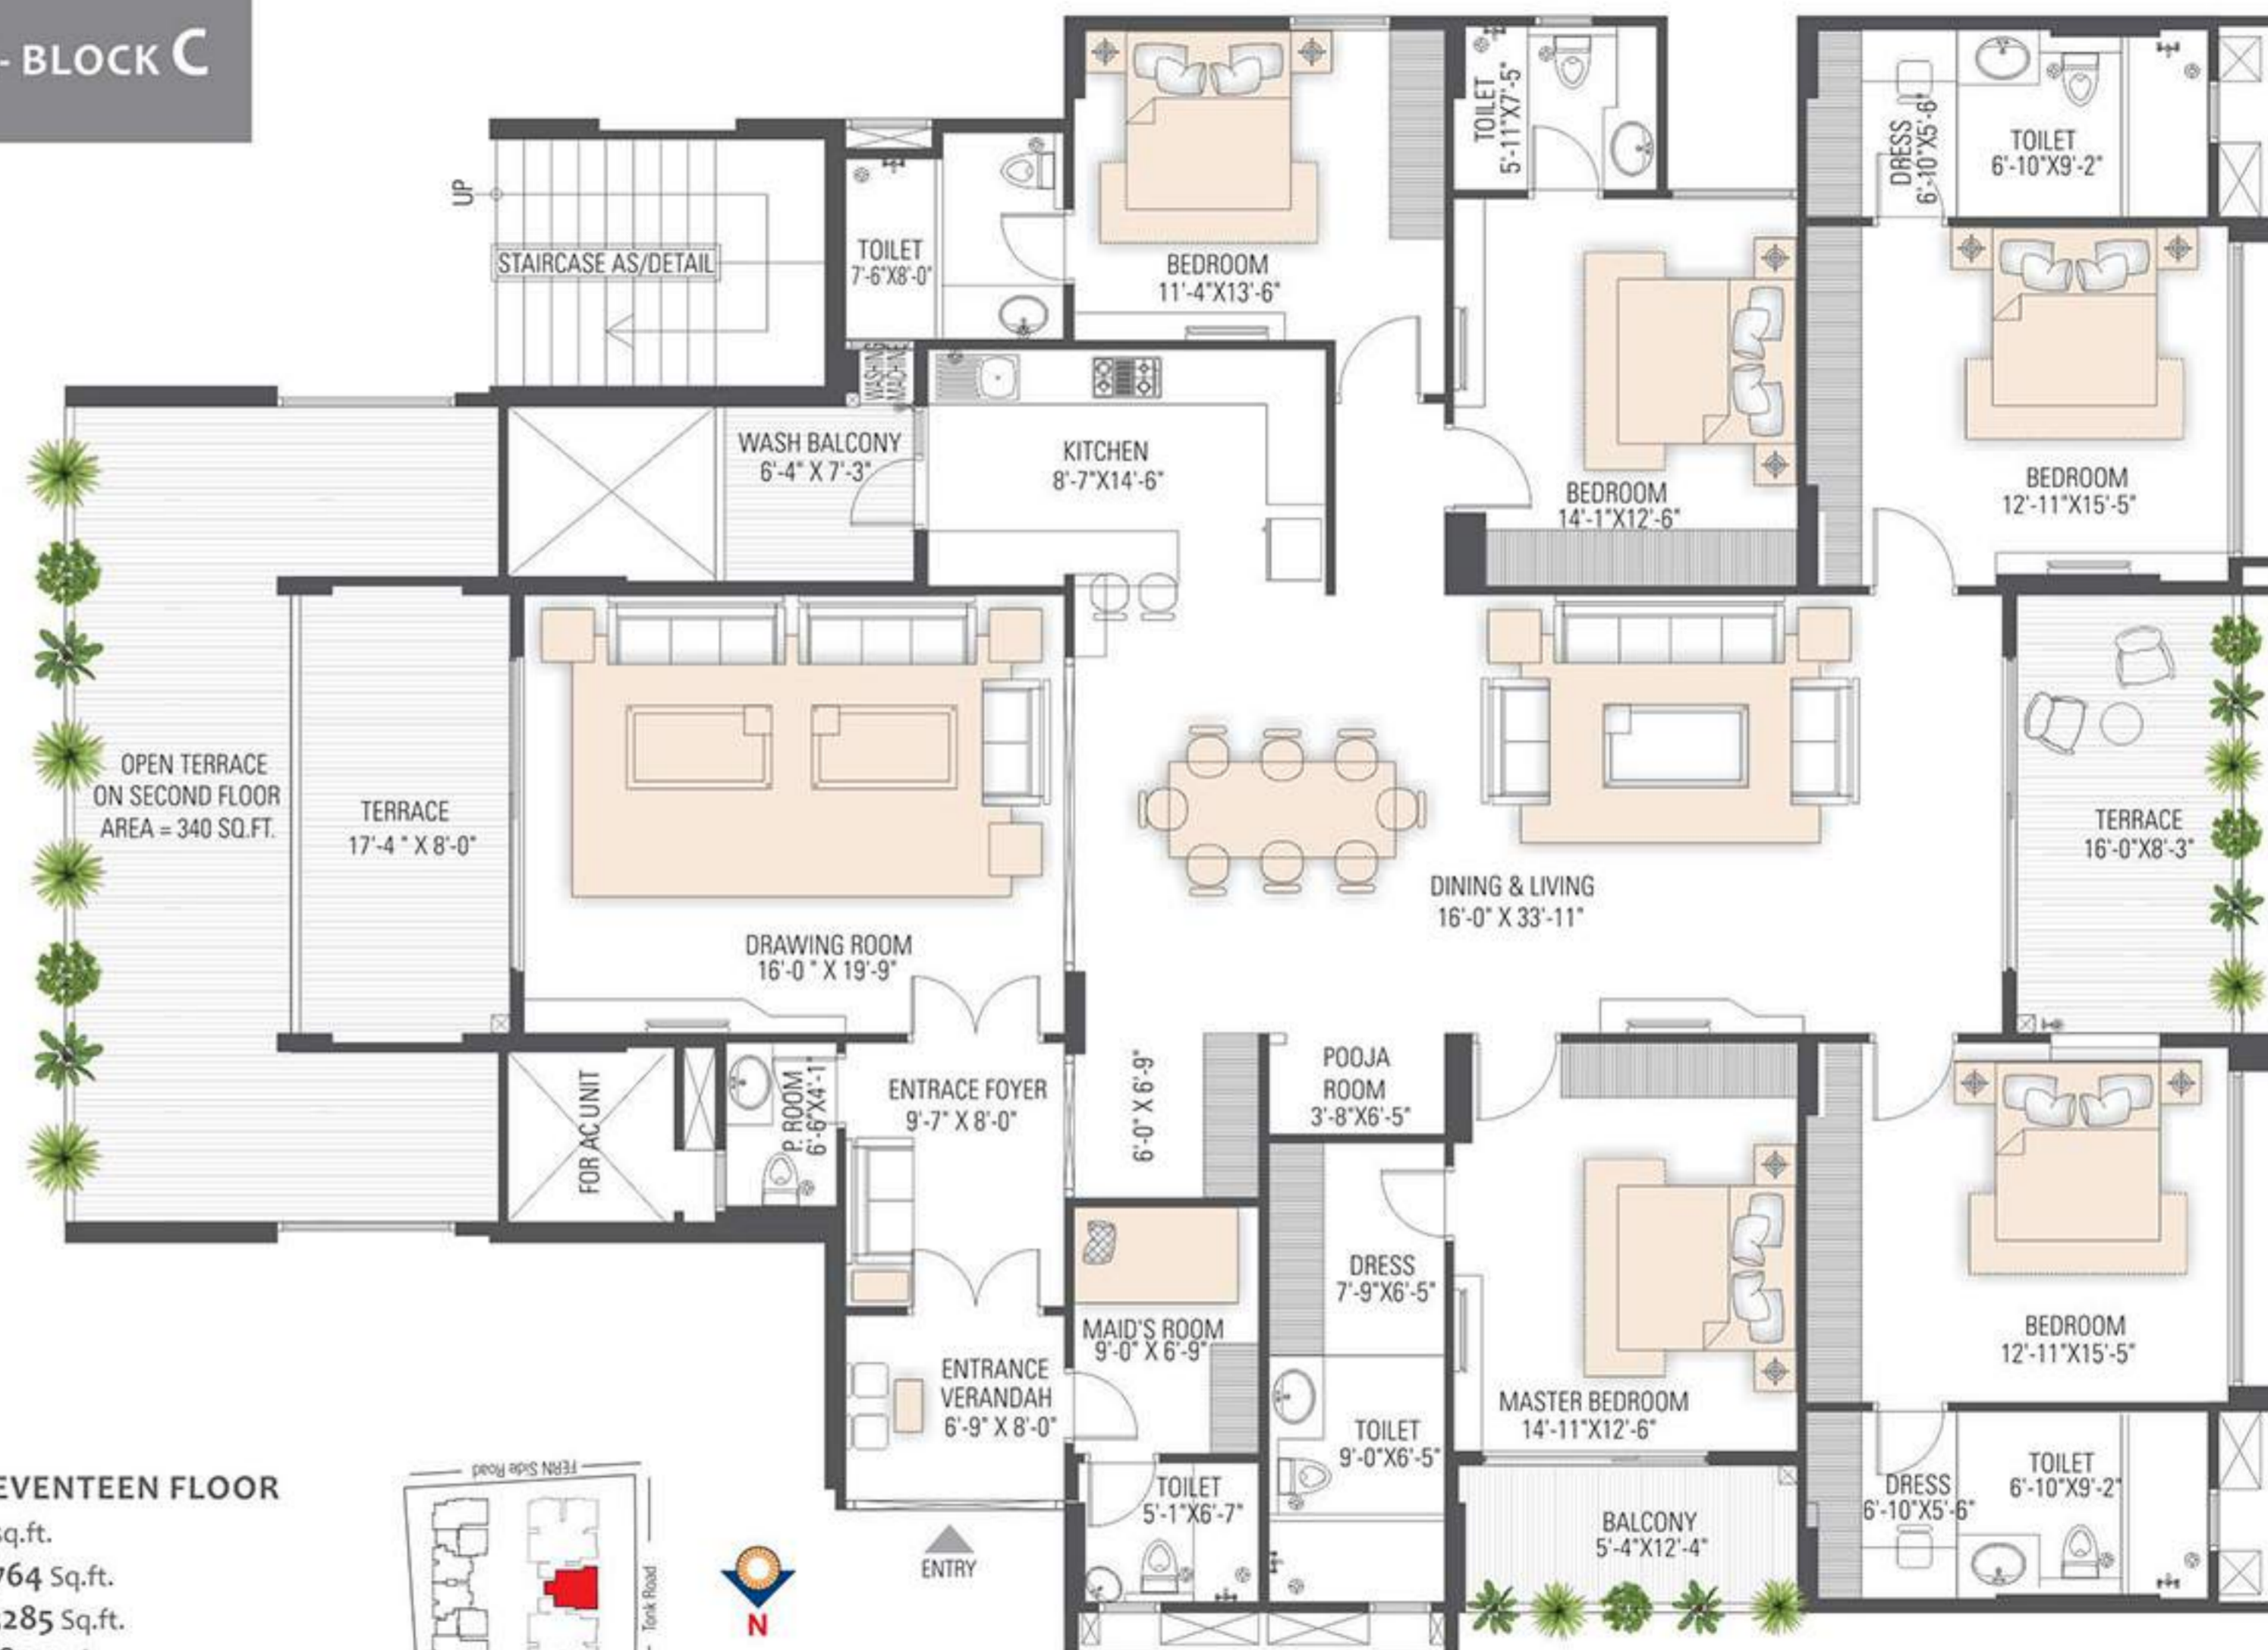 - BLOCK C
UP
STAIRCASE AS/DETAIL
TOILET
7'-6"X8'-0"
BEDROOM
11'-4"X13'-6"
TOILET
5'-11"X7'-5"
DRESS
6'-10"X5'-6"
TOILET
6'-10"X9'-2"
WASHING
MACHINE
WASH BALCONY
6'-4" X 7'-3"
KITCHEN
8'-7"X14'-6"
BEDROOM
14'-1"X12'-6"
BEDROOM
12'-11"X15'-5"
OPEN TERRACE
ON SECOND FLOOR
AREA = 340 SQ.FT.
TERRACE
17'-4 " X 8'-0"
DRAWING ROOM
16'-0 " X 19'-9"
DINING & LIVING
16'-0" X 33'-11"
TERRACE
16'-0"X8'-3"
FOR AC UNIT
P. ROOM
6'-6"X4'-1"
ENTRACE FOYER
9'-7" X 8'-0"
6'-0" X 6'-9"
POOJA
ROOM
3'-8"X6'-5"
DRESS
7'-9"X6'-5"
MAID'S ROOM
9'-0" X 6'-9"
ENTRANCE
VERANDAH
6'-9" X 8'-0"
TOILET
9'-0"X6'-5"
MASTER BEDROOM
14'-11"X12'-6"
BEDROOM
12'-11"X15'-5"
TOILET
5'-1"X6'-7"
BALCONY
5'-4"X12'-4"
DRESS
6'-10"X5'-6"
TOILET
6'-10"X9'-2"
ENTRY
EVENTEEN FLOOR
sq.ft.
764 Sq.ft.
285 Sq.ft.
FERN Side Road
Tonk Road
N